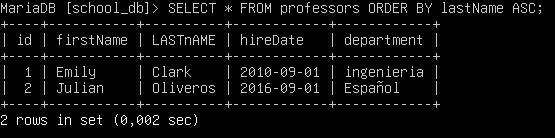 MariaDB [school_db]> SELECT * FROM professors ORDER BY lastName ASC;
+----+-----------+-----------+------------+------------+
| id | firstName | LASTnAME  | hireDate   | department |
+----+-----------+-----------+------------+------------+
|  1 | Emily     | Clark     | 2010-09-01 | ingenieria |
|  2 | Julian    | Oliveros  | 2016-09-01 | Español    |
+----+-----------+-----------+------------+------------+
2 rows in set (0,002 sec)